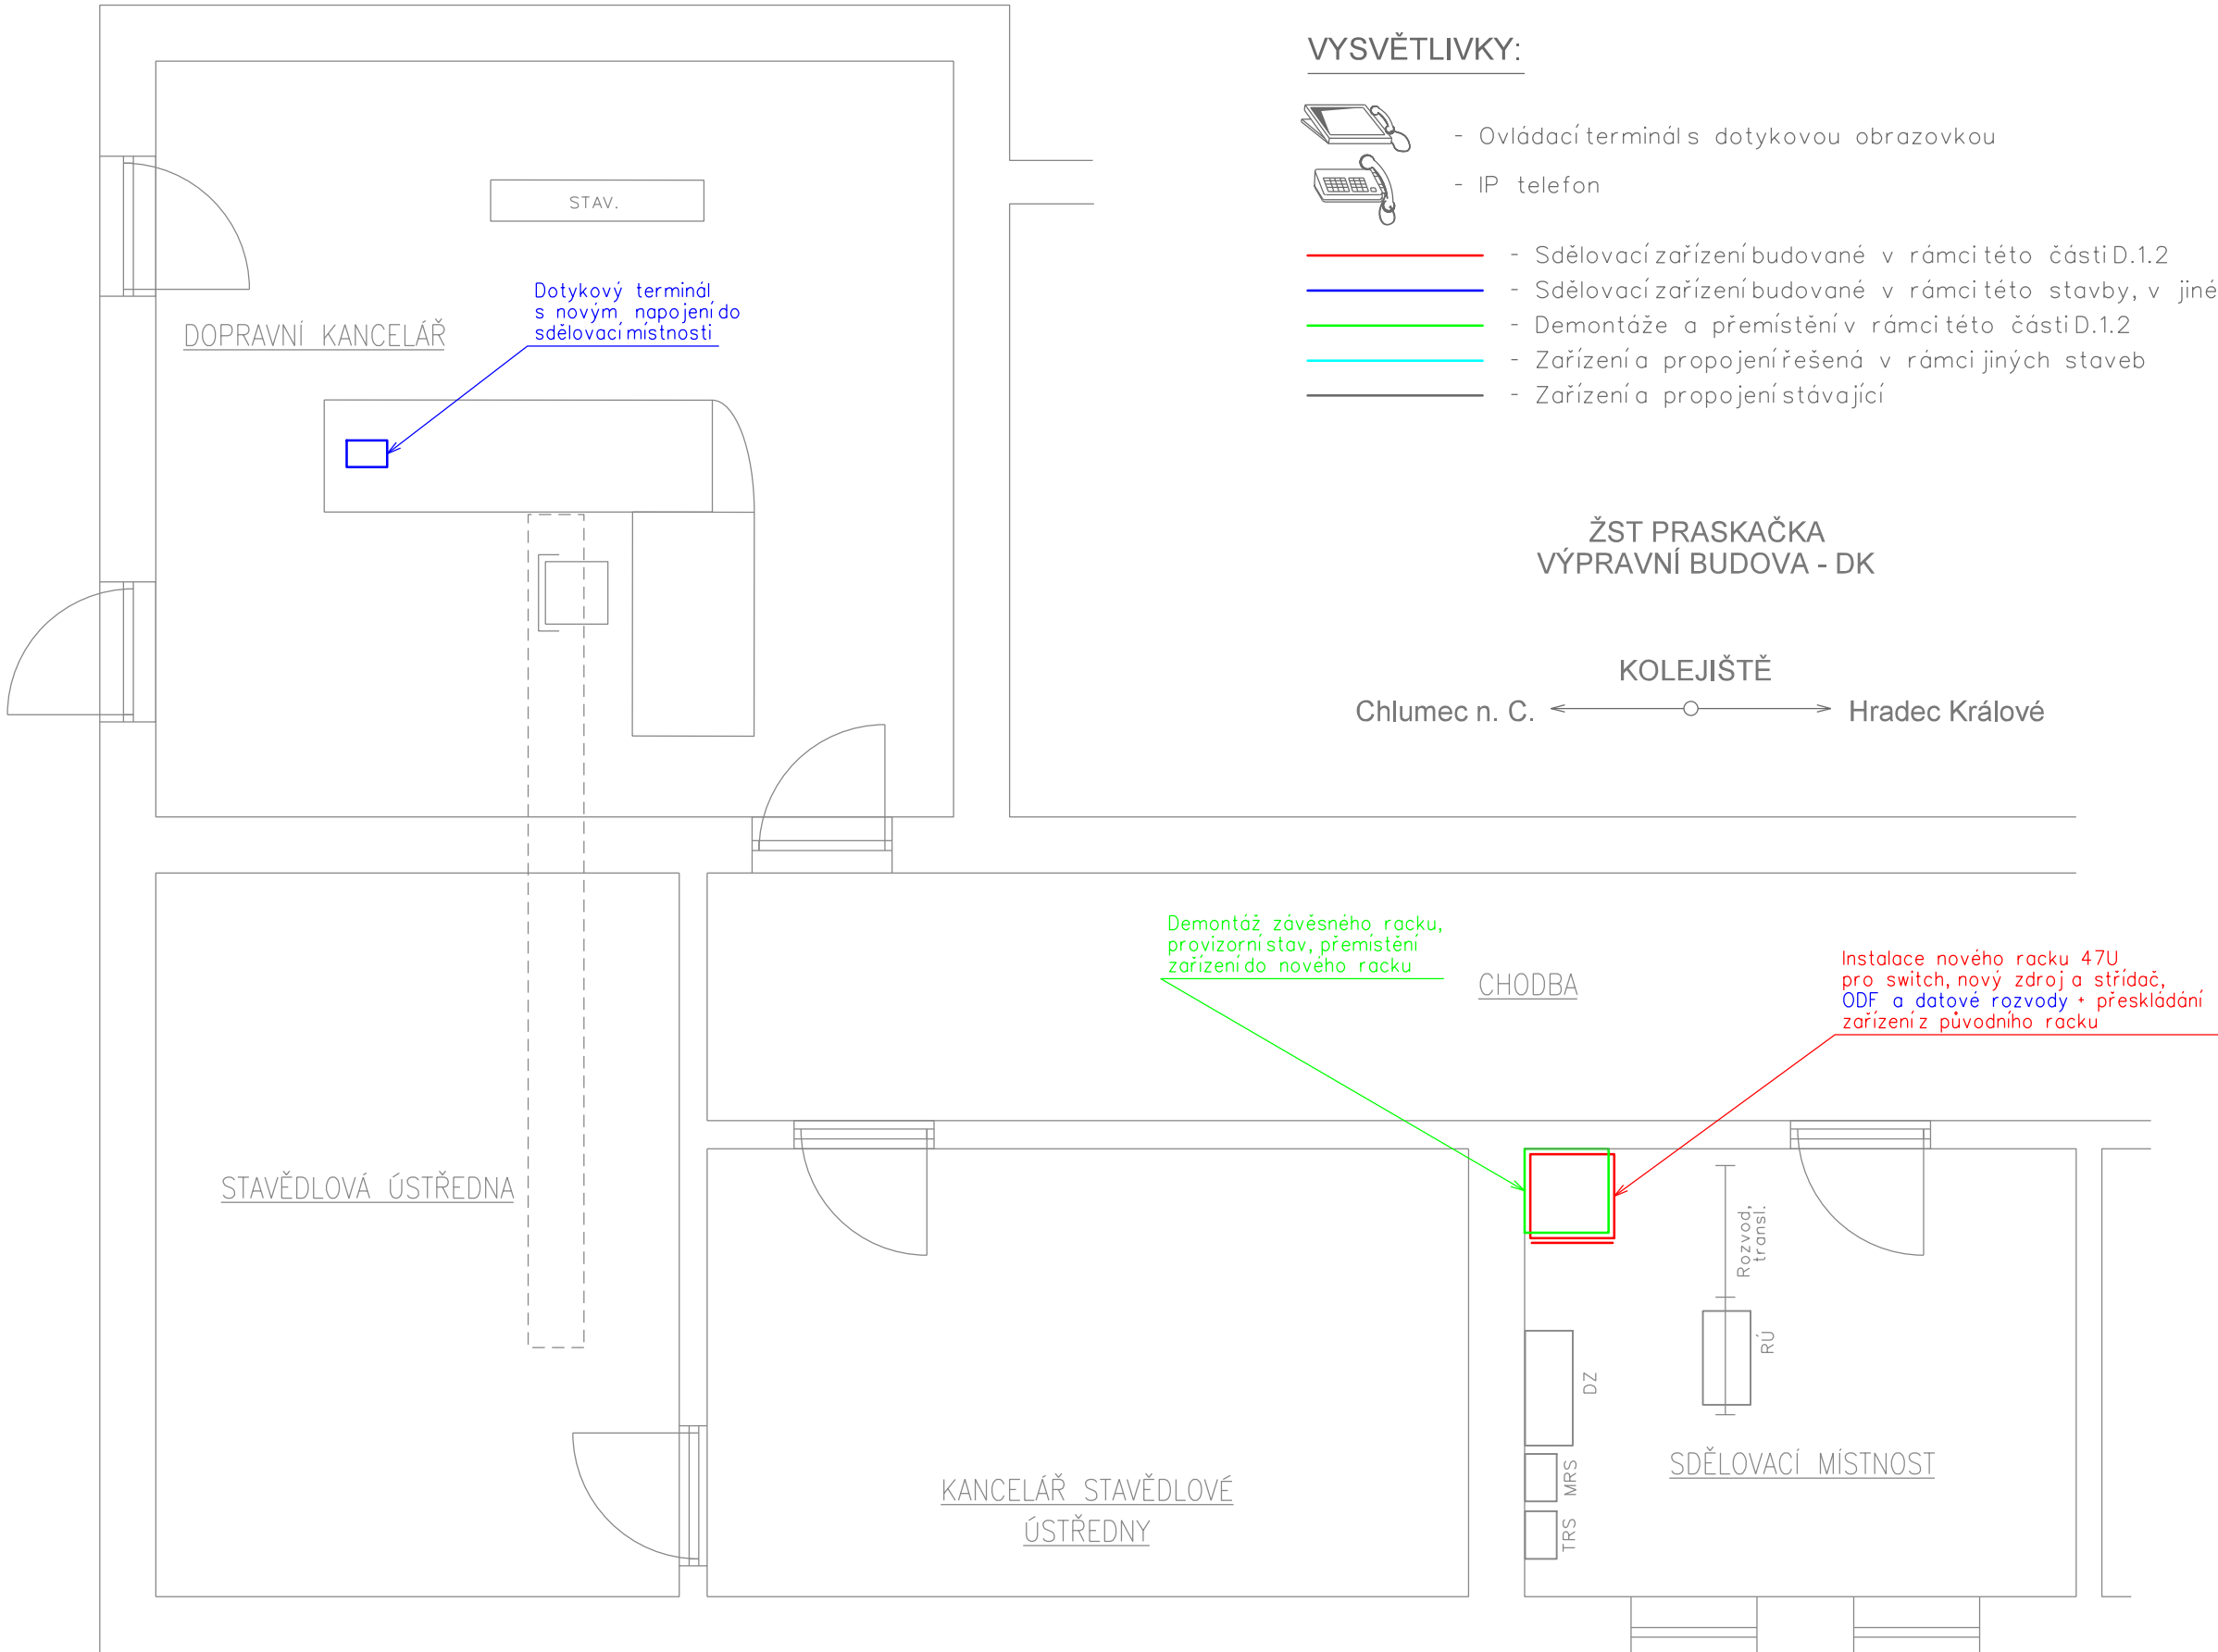 VYSVĚTLIVKY:
- Ovládací terminál s dotykovou obrazovkou
- IP telefon
- Sdělovací zařízení budované v rámci této části D.1.2
- Sdělovací zařízení budované v rámci této stavby, v jiné
- Demontáže a přemístění v rámci této části D.1.2
- Zařízení a propojení řešená v rámci jiných staveb
- Zařízení a propojení stávající
STAV.
Dotykový terminál
s novým napojení do
sdělovací místnosti
DOPRAVNÍ KANCELÁŘ
ŽST PRASKAČKA
VÝPRAVNÍ BUDOVA - DK
KOLEJIŠTĚ
Chlumec n. C.
Hradec Králové
Demontáž závěsného racku,
provizorní stav, přemístění
zařízení do nového racku
CHODBA
Instalace nového racku 47U
pro switch, nový zdroj a střídač,
ODF a datové rozvody + přeskládání
zařízení z původního racku
STAVĚDLOVÁ ÚSTŘEDNA
Rozvod,
transl.
RÚ
DZ
MRS
TRS
SDĚLOVACÍ MÍSTNOST
KANCELÁŘ STAVĚDLOVÉ
ÚSTŘEDNY